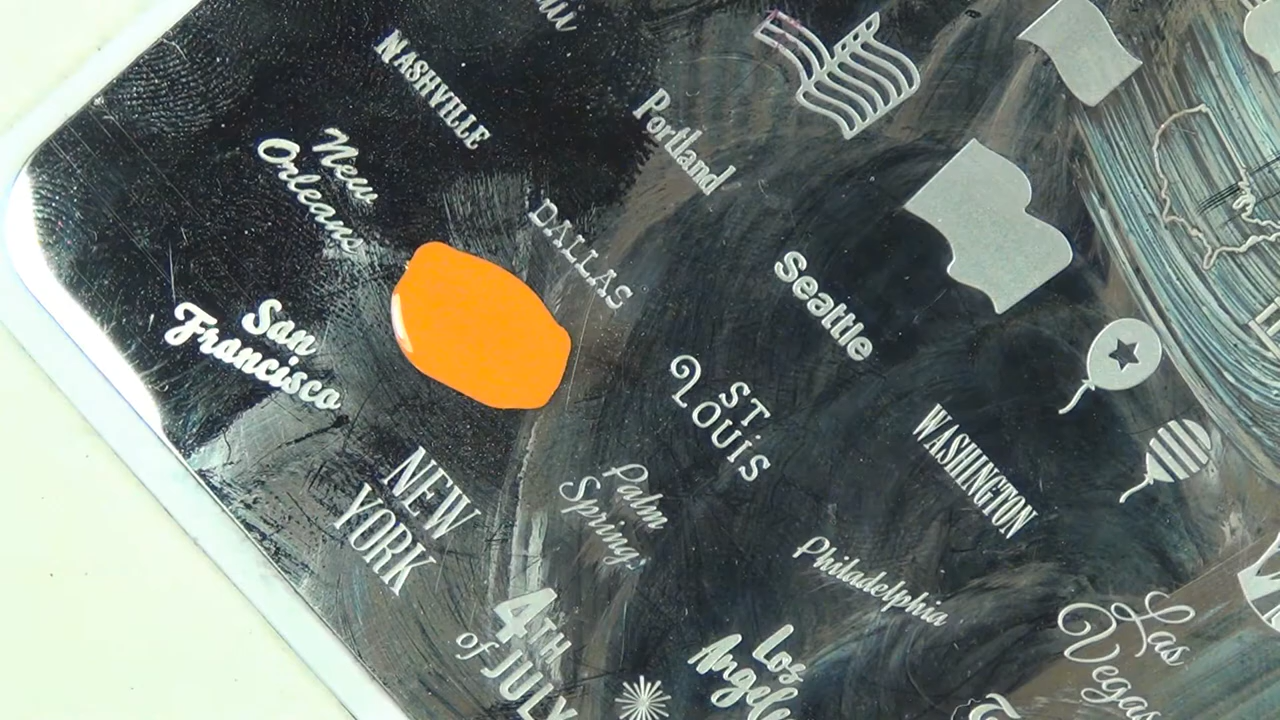 NASHVILLE
Portland
New
Orleans
DALLAS
Seattle
San
Francisco
ST
LOUIS
WASHINGTON
NEW
YORK
Palm
Springs
Philadelphia
4TH
of JULY
Los
Angeles
Las
Vegas